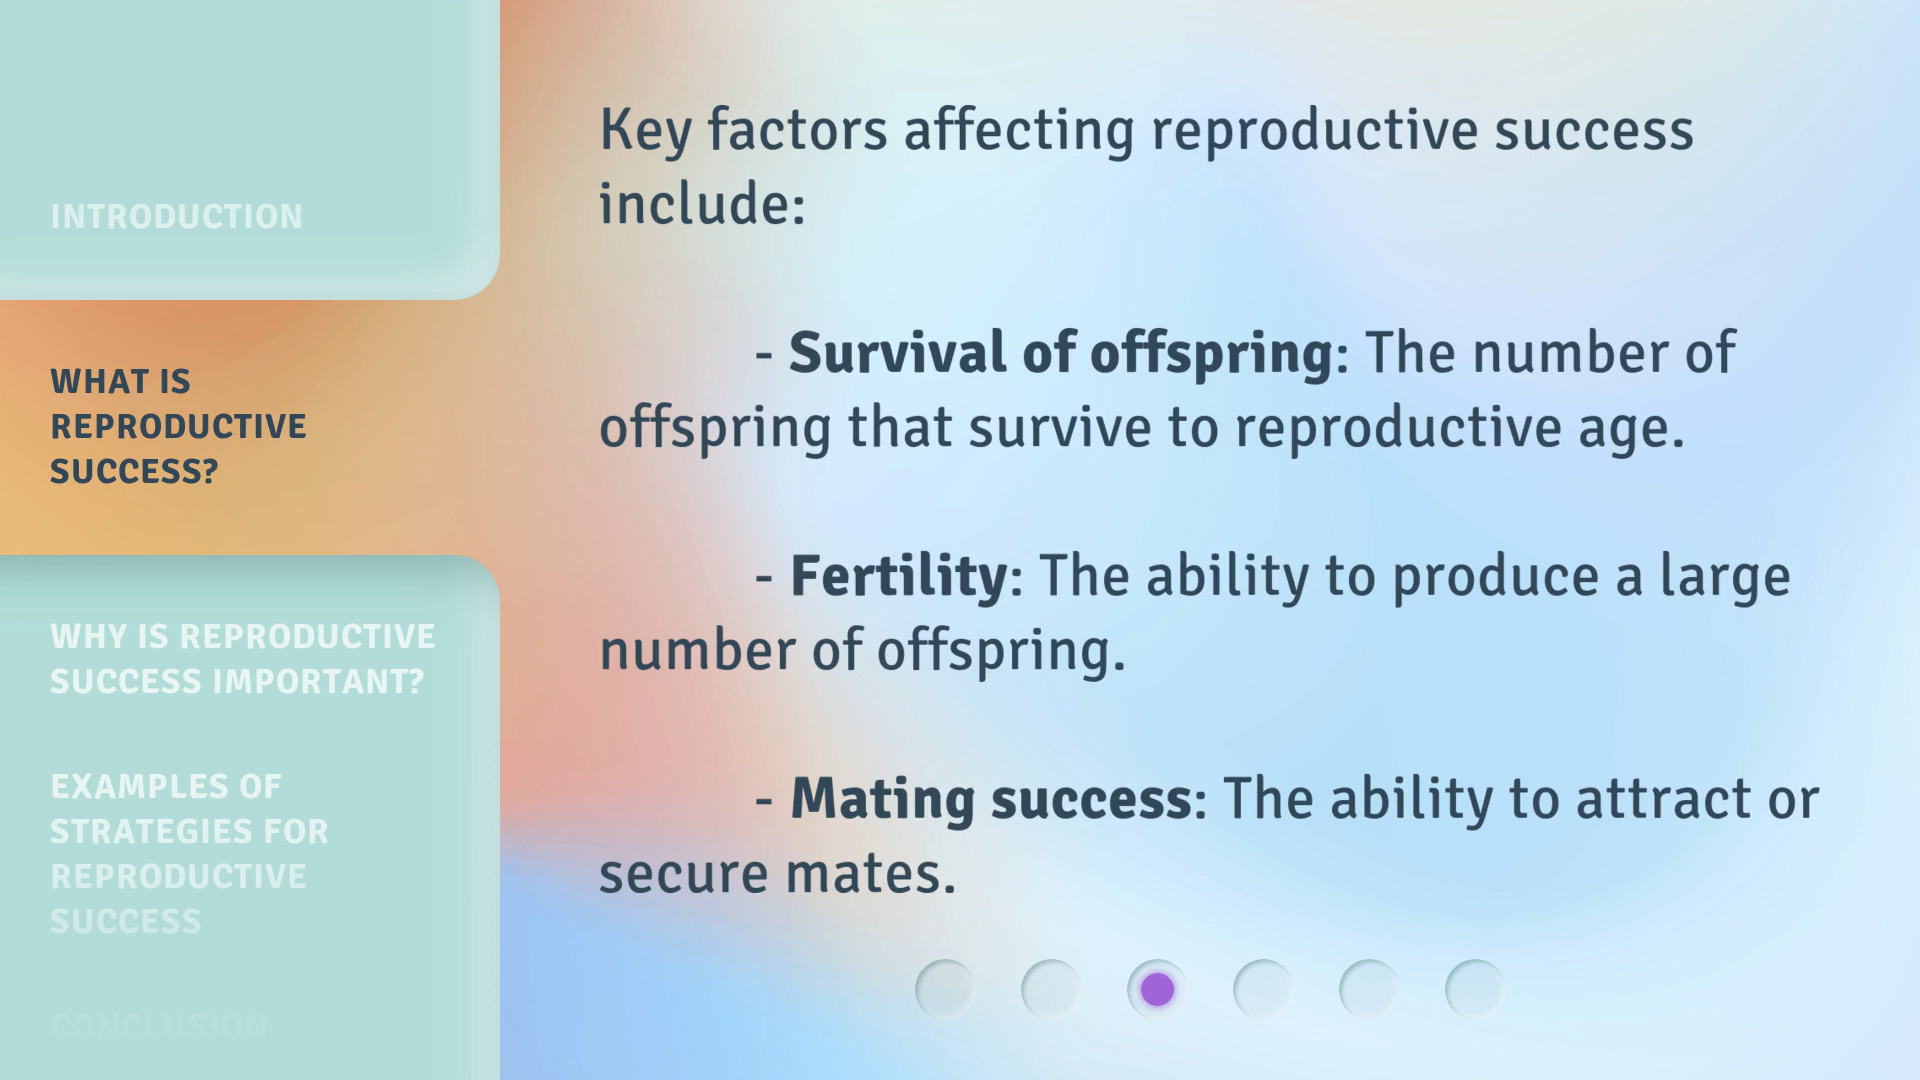 INTRODUCTION
WHAT IS
REPRODUCTIVE
SUCCESS?
WHY IS REPRODUCTIVE
SUCCESS IMPORTANT?
EXAMPLES OF
STRATEGIES FOR
REPRODUCTIVE
SUCCESS
CONCLUSION
Key factors affecting reproductive success
include:
- Survival of offspring: The number of
offspring that survive to reproductive age.
- Fertility: The ability to produce a large
number of offspring.
- Mating success: The ability to attract or
secure mates.